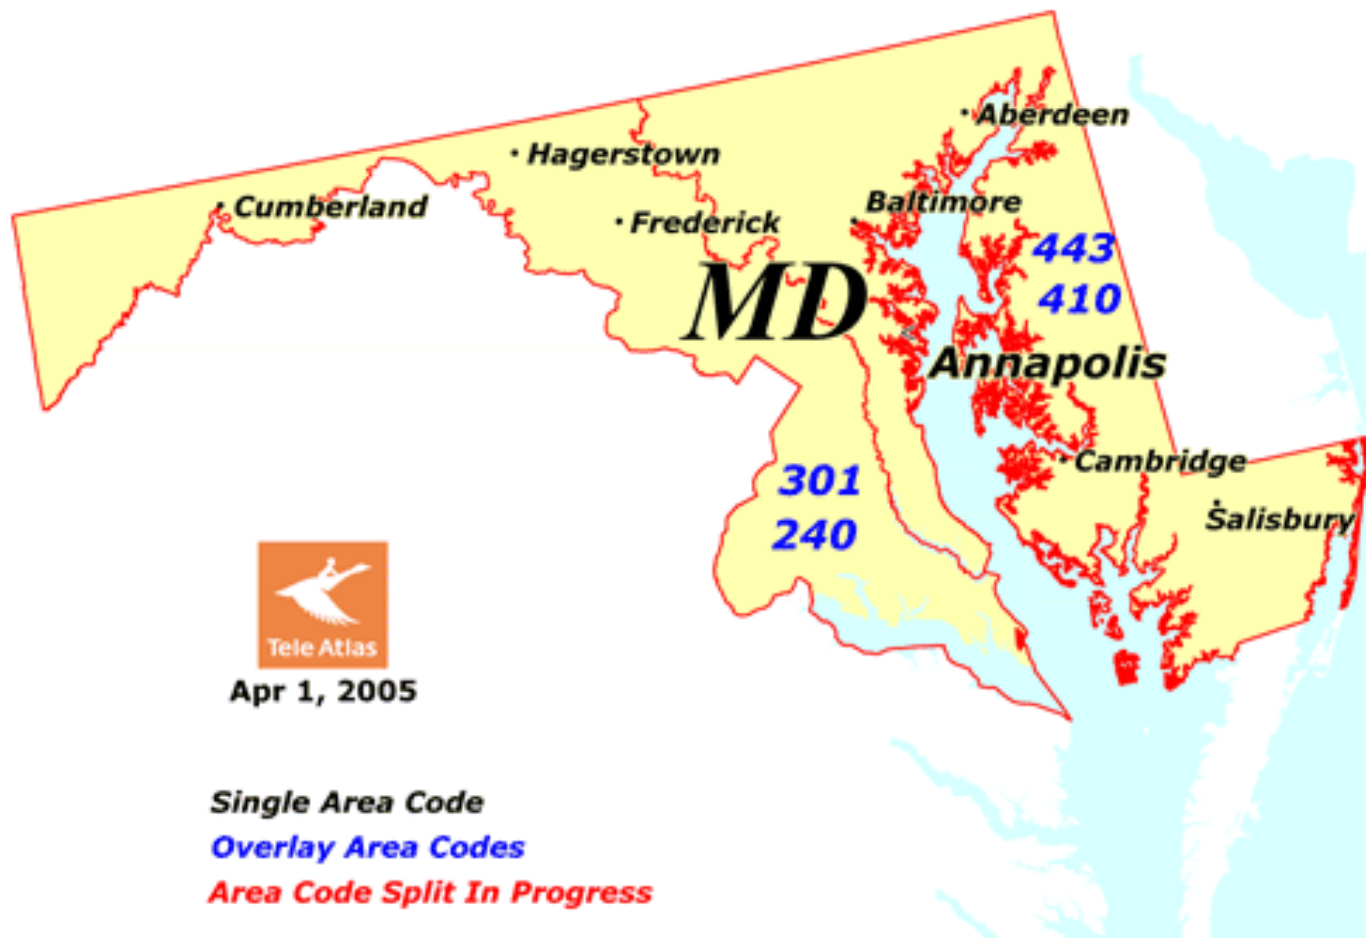 Aberdeen
Hagerstown
Cumberland
Baltimore
Frederick
443
410
MD
Annapolis
Cambridge
301
240
Salisbury
Tele Atlas
Apr 1, 2005
Single Area Code
Overlay Area Codes
Area Code Split In Progress